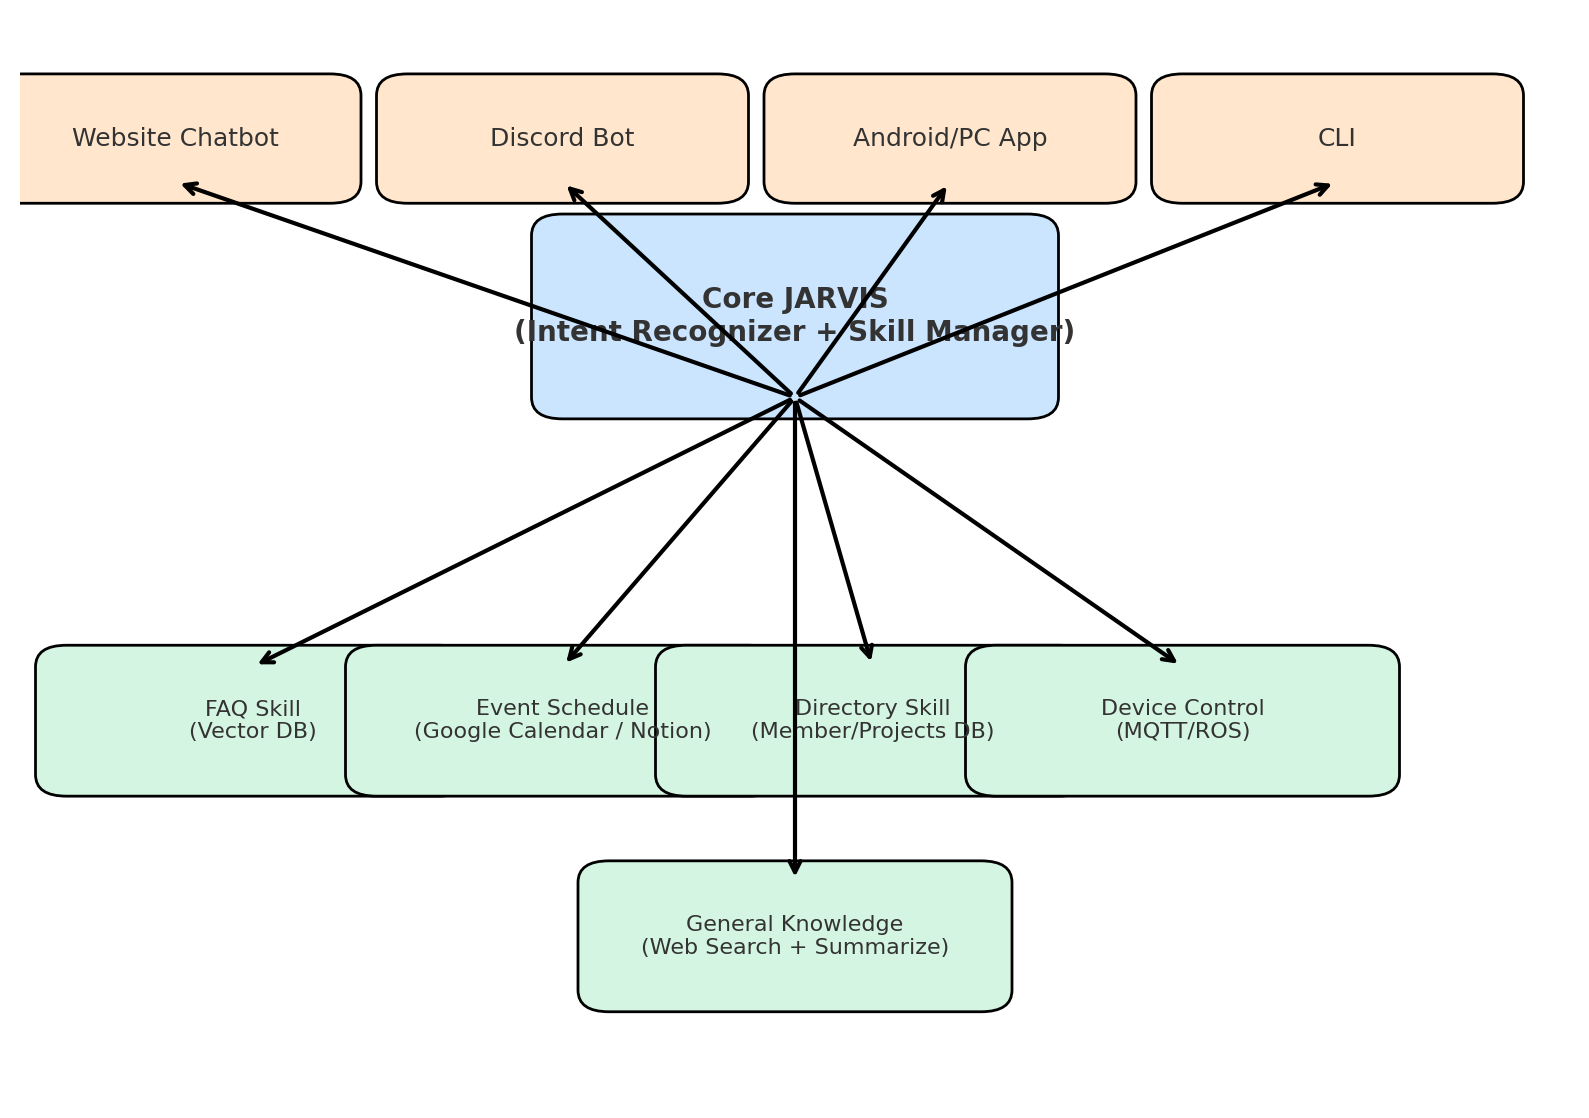 Website Chatbot
Discord Bot
Android/PC App
CLI
Core JARVIS
(Intent Recognizer + Skill Manager)
FAQ Skill
(Vector DB)
Event Schedule
(Google Calendar / Notion)
Directory Skill
(Member/Projects DB)
Device Control
(MQTT/ROS)
General Knowledge
(Web Search + Summarize)